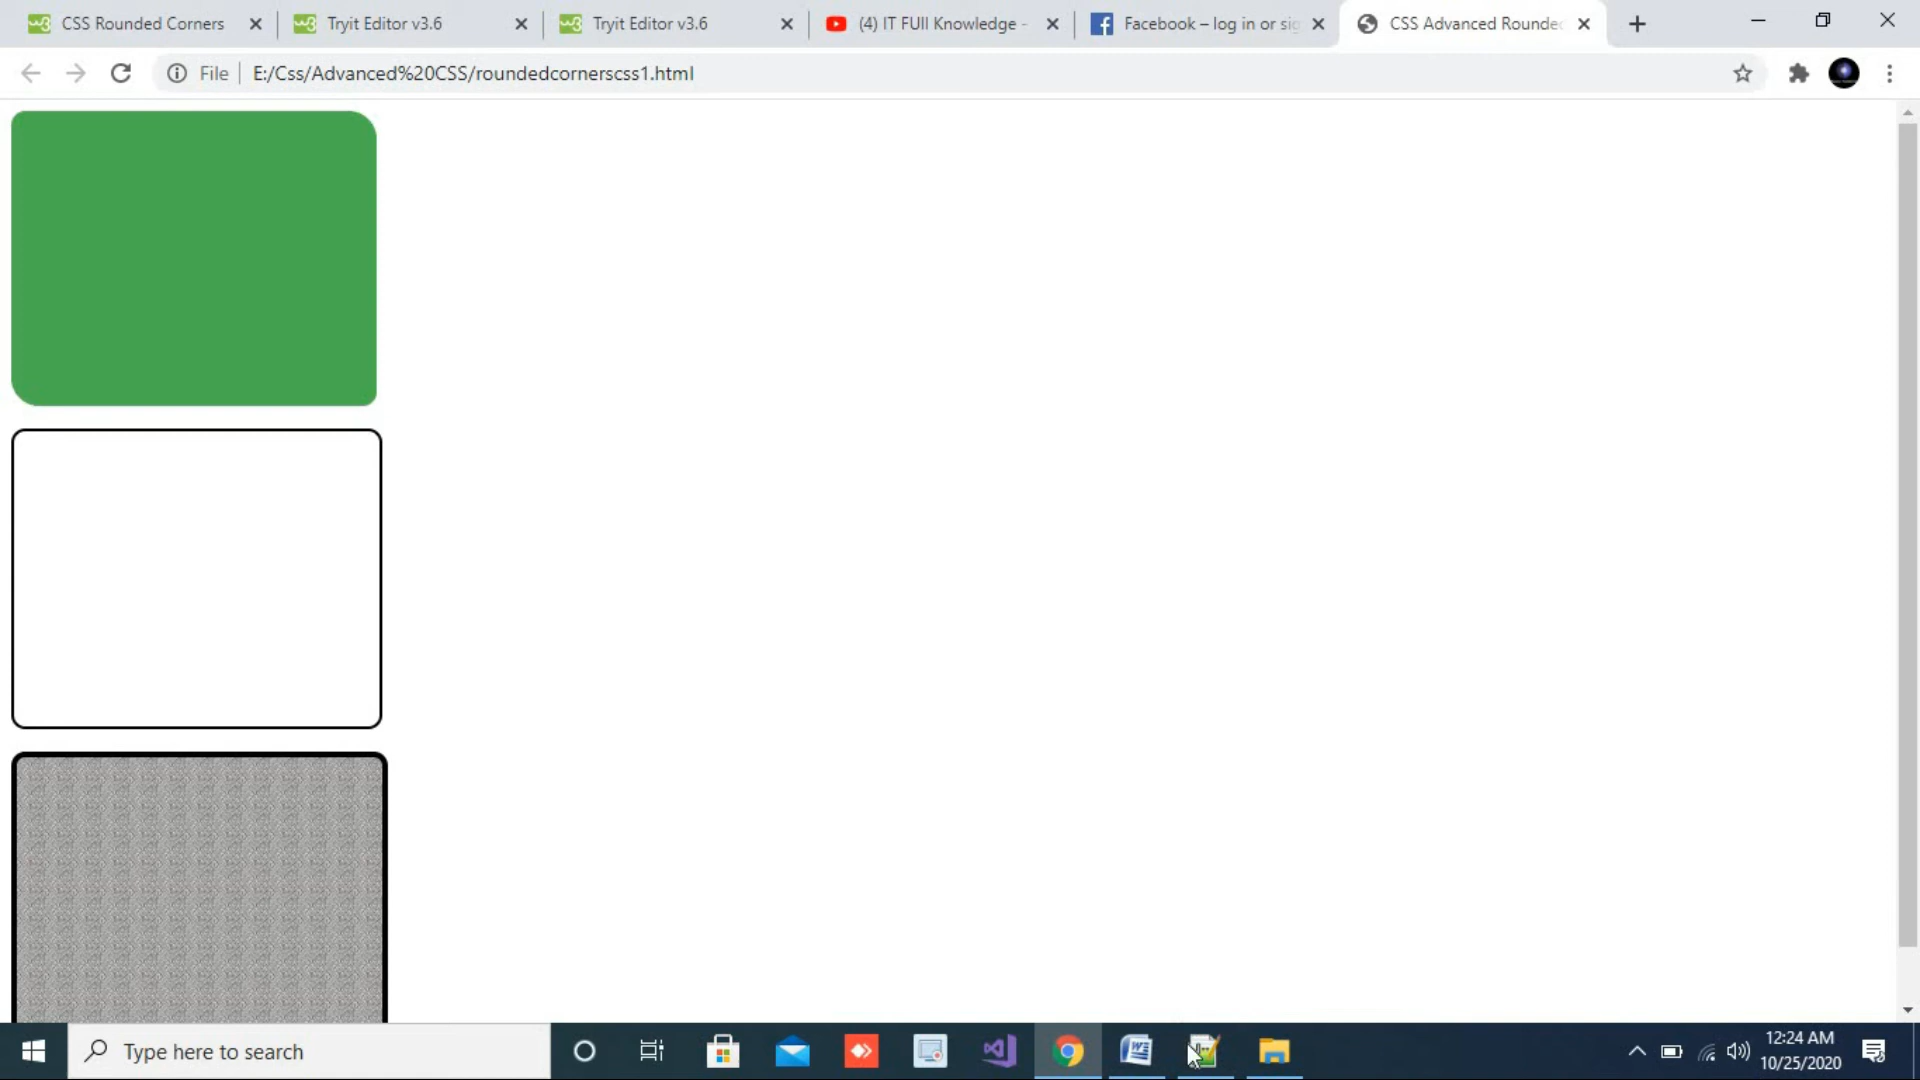 CSS Rounded Corners
Tryit Editor v3.6
Tryit Editor v3.6
(4) IT FUll Knowledge -
Facebook – log in or sig
CSS Advanced Rounded
File
E:/Css/Advanced%20CSS/roundedcornerscss1.html
Type here to search
12:24 AM
10/25/2020